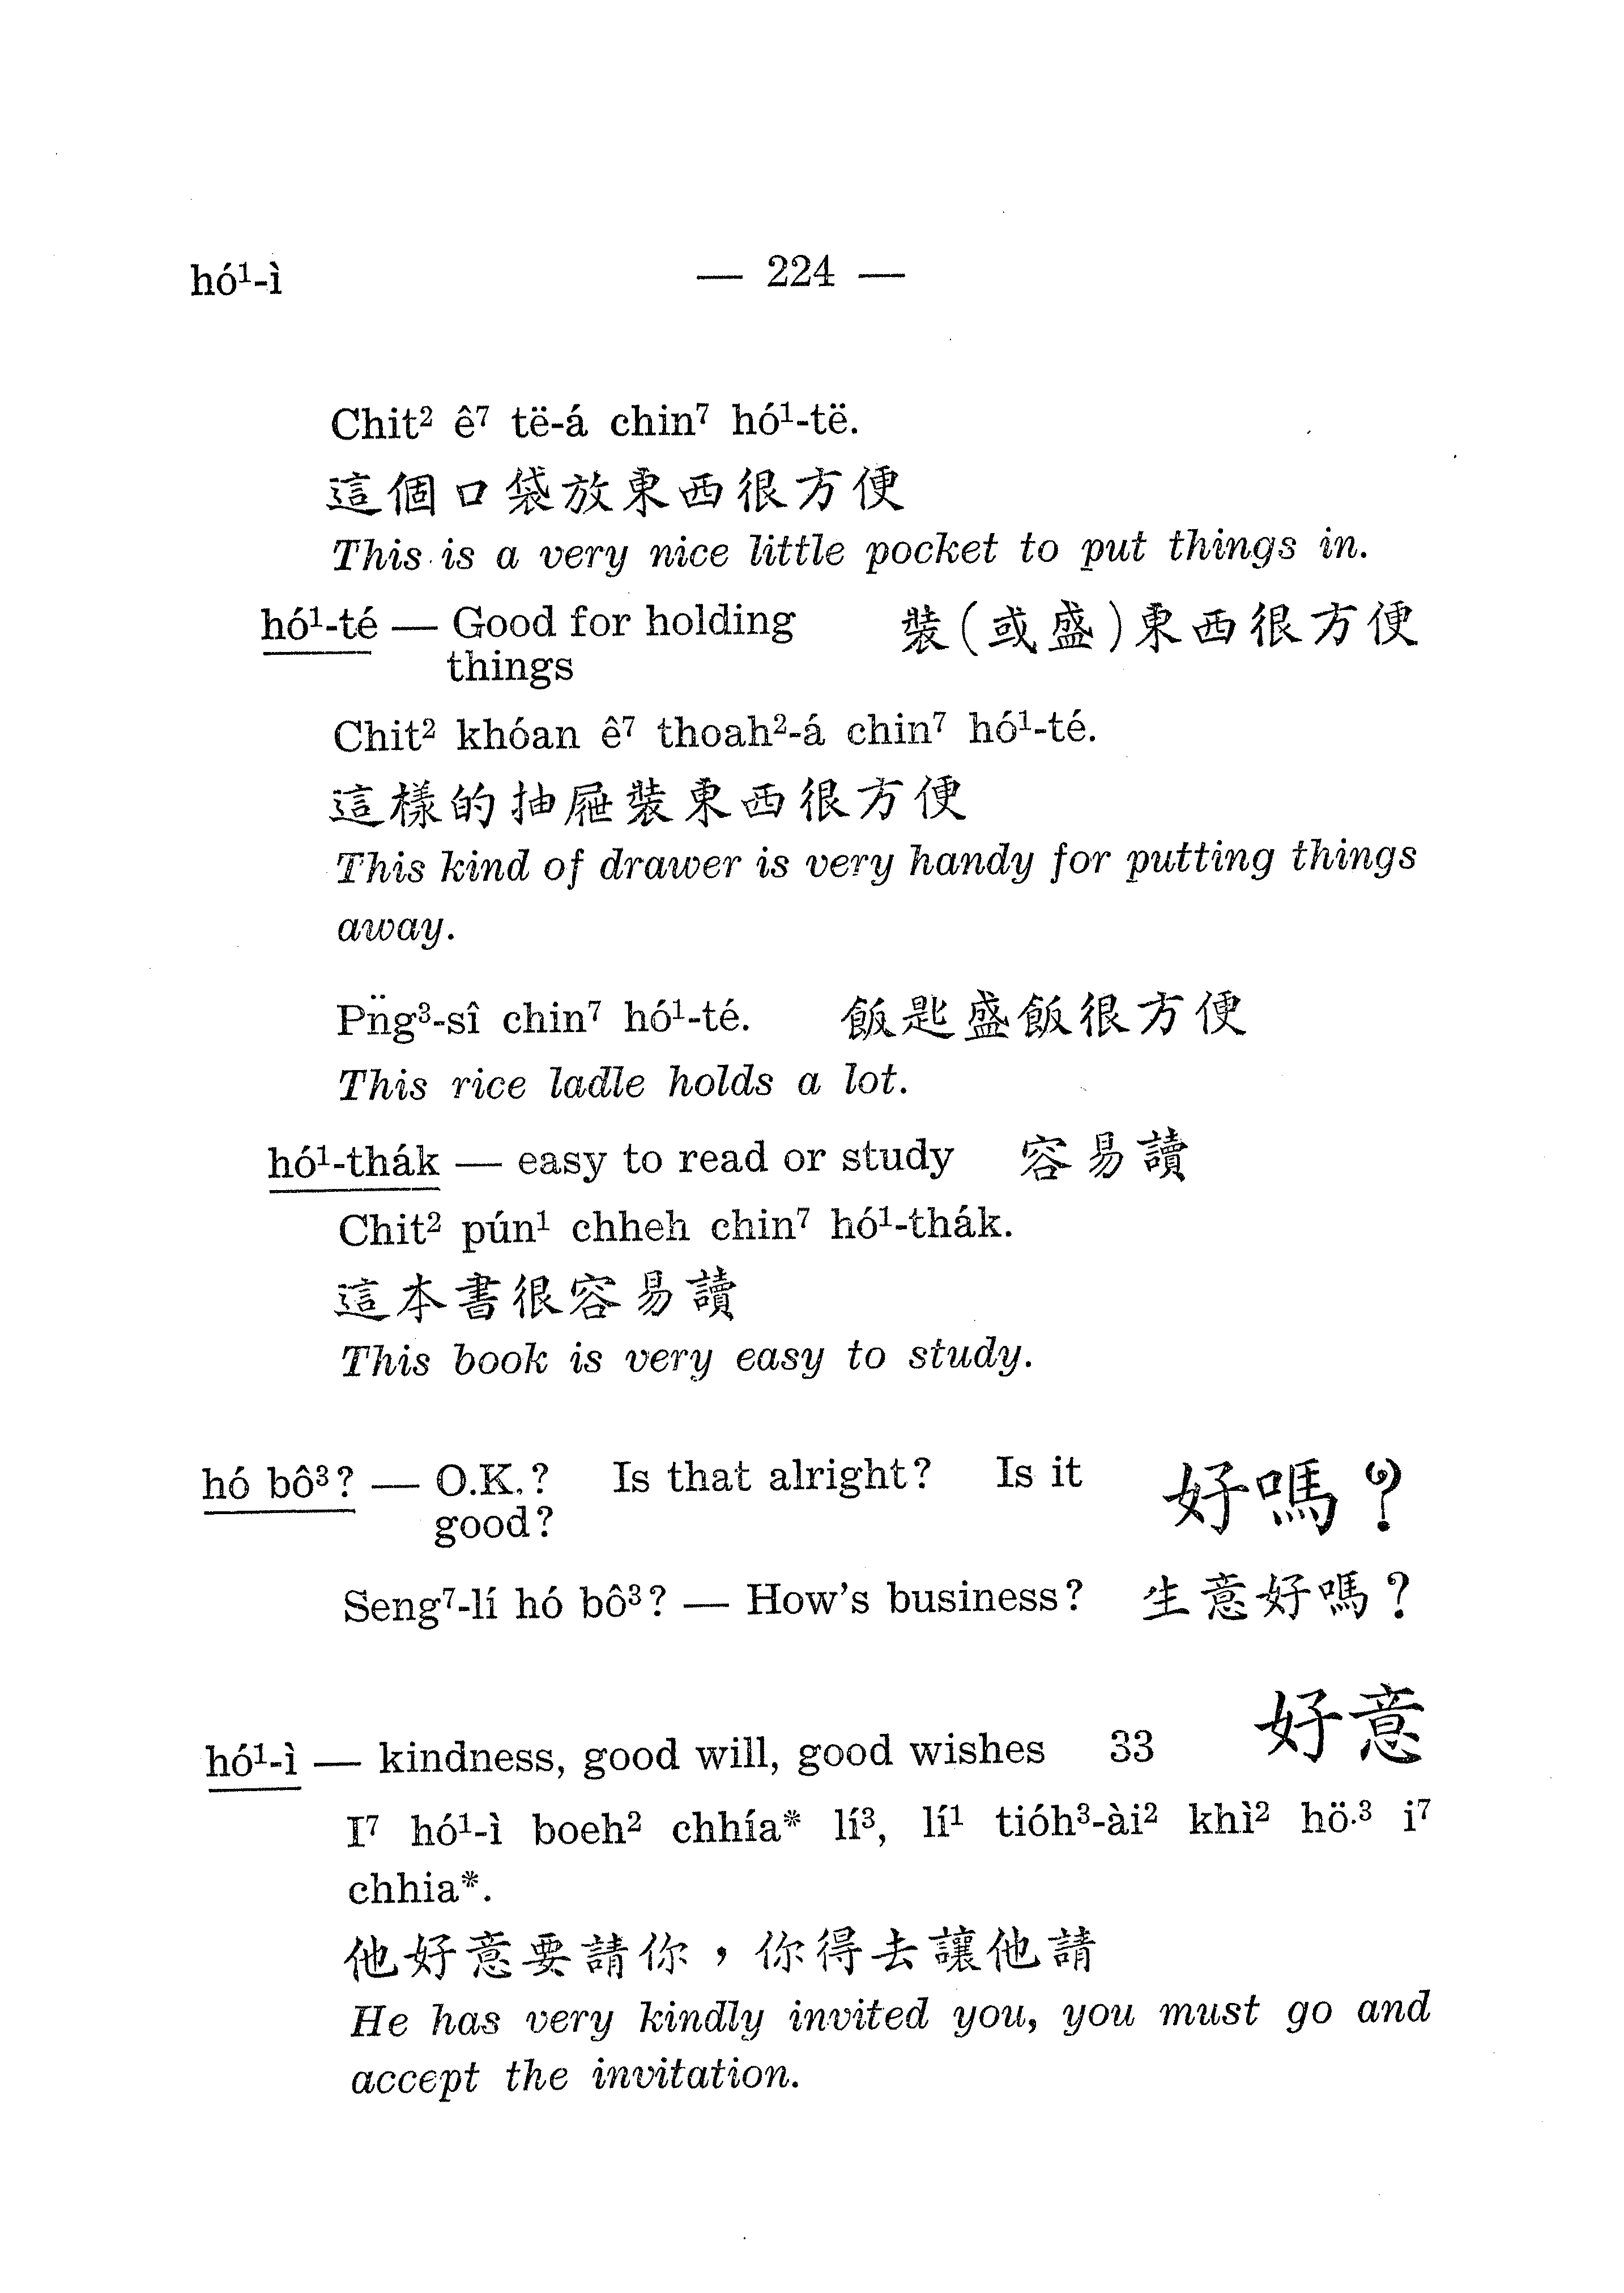 hó¹-ì — 224 —
Chit² ê⁷ të-á chin⁷ hó¹-të.
這個口袋放東西很方便
This is a very nice little pocket to put things in.
hó¹-té — Good for holding 裝(或盛)東西很方便
things
Chit² khóan ê⁷ thoah²-á chin⁷ hó¹-té.
這樣的抽屜裝東西很方便
This kind of drawer is very handy for putting things
away.
Pn̈g³-sî chin⁷ hó¹-té. 飯匙盛飯很方便
This rice ladle holds a lot.
hó¹-thák — easy to read or study 容易讀
Chit² pún¹ chheh chin⁷ hó¹-thák.
這本書很容易讀
This book is very easy to study.
hó bô³? — O.K.? Is that alright? Is it 好嗎?
good?
Seng⁷-lí hó bô³? — How's business? 生意好嗎?
hó¹-ì — kindness, good will, good wishes 33 好意
I⁷ hó¹-ì boeh² chhía* lí³, lí¹ tióh³-ài² khì² hö·³ i⁷
chhia*.
他好意要請你,你得去讓他請
He has very kindly invited you, you must go and
accept the invitation.